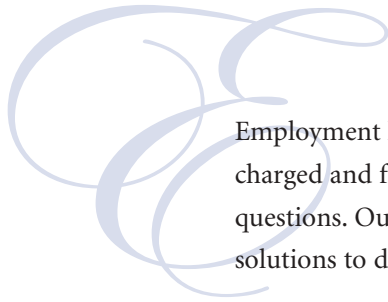 E
Employment
charged and f
questions. Ou
solutions to d